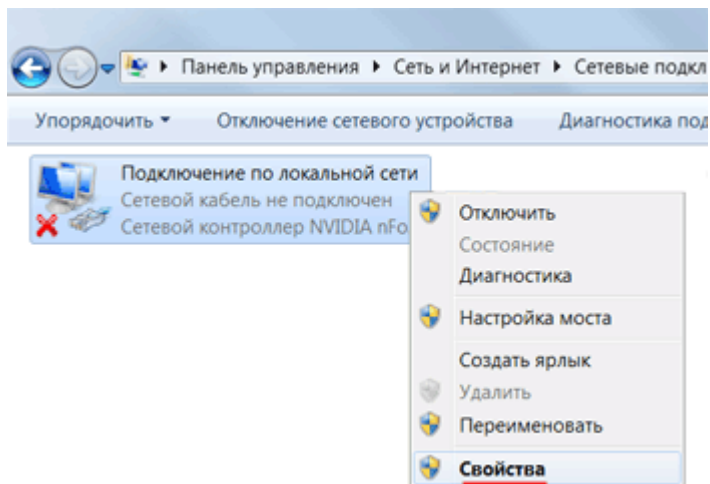 Панель управления ▸ Сеть и Интернет ▸ Сетевые подкл
Упорядочить ▾ Отключение сетевого устройства Диагностика под
Подключение по локальной сети
Сетевой кабель не подключен
Сетевой контроллер NVIDIA nFo
Отключить
Состояние
Диагностика
Настройка моста
Создать ярлык
Удалить
Переименовать
Свойства